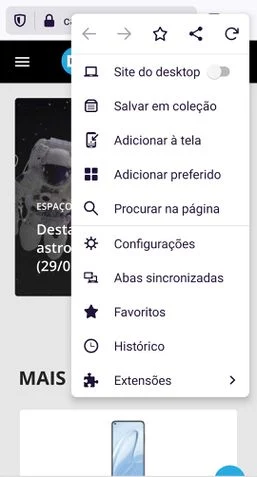 Site do desktop
Salvar em coleção
Adicionar à tela
Adicionar preferido
Procurar na página
ESPAÇO
Desta
astro
(29/0
Configurações
Abas sincronizadas
Favoritos
Histórico
MAIS
Extensões